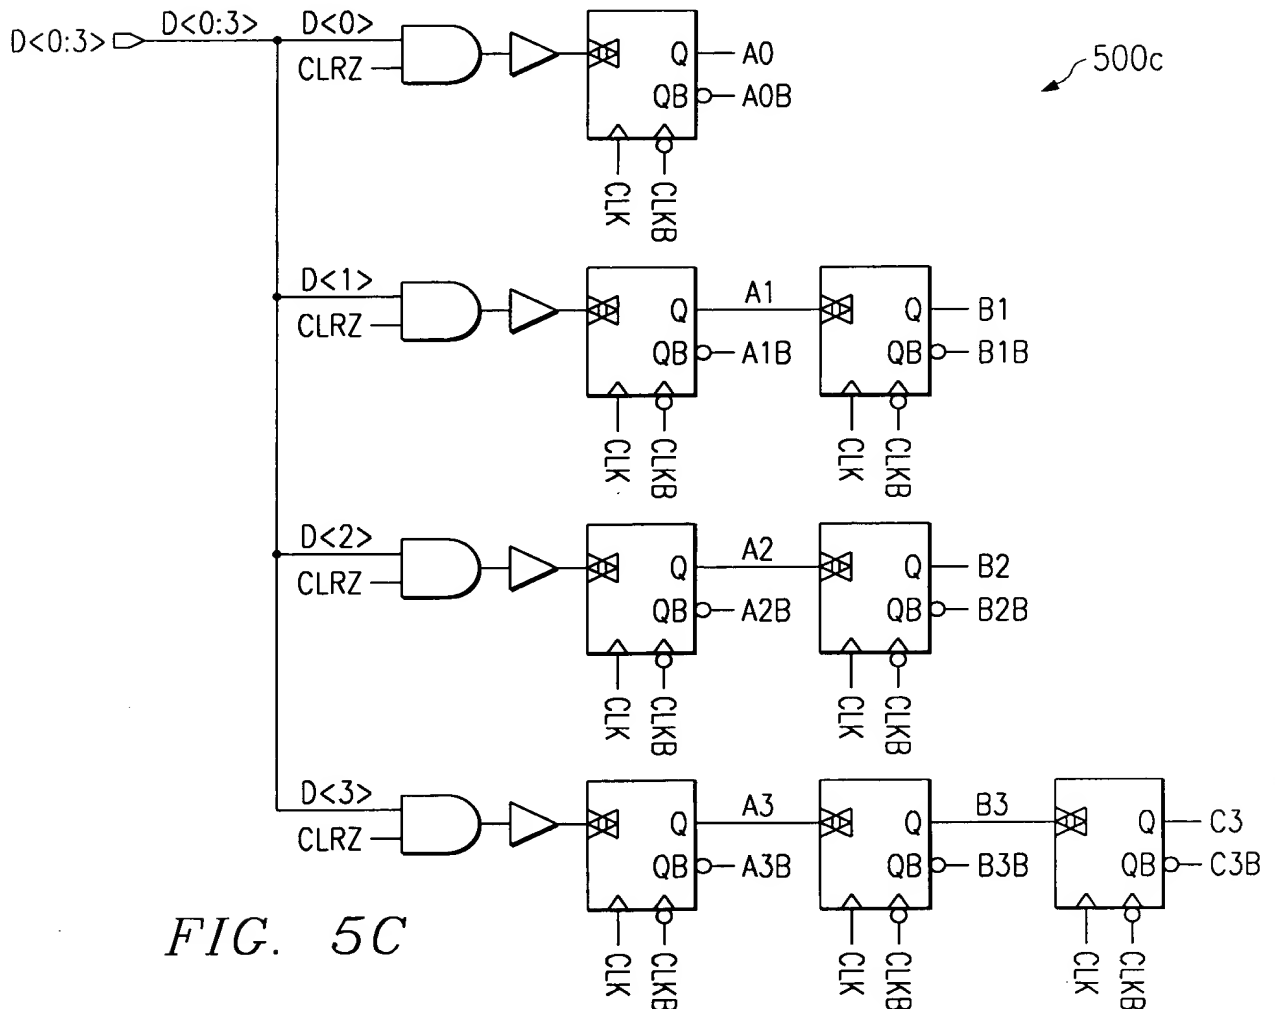 D<0:3> D<0:3> D<0> CLRZ Q A0 QB A0B CLK CLKB
500c
D<1> CLRZ Q A1 QB A1B CLK CLKB Q B1 QB B1B CLK CLKB
D<2> CLRZ Q A2 QB A2B CLK CLKB Q B2 QB B2B CLK CLKB
D<3> CLRZ Q A3 QB A3B CLK CLKB Q B3 QB B3B CLK CLKB Q C3 QB C3B CLK CLKB
FIG. 5C